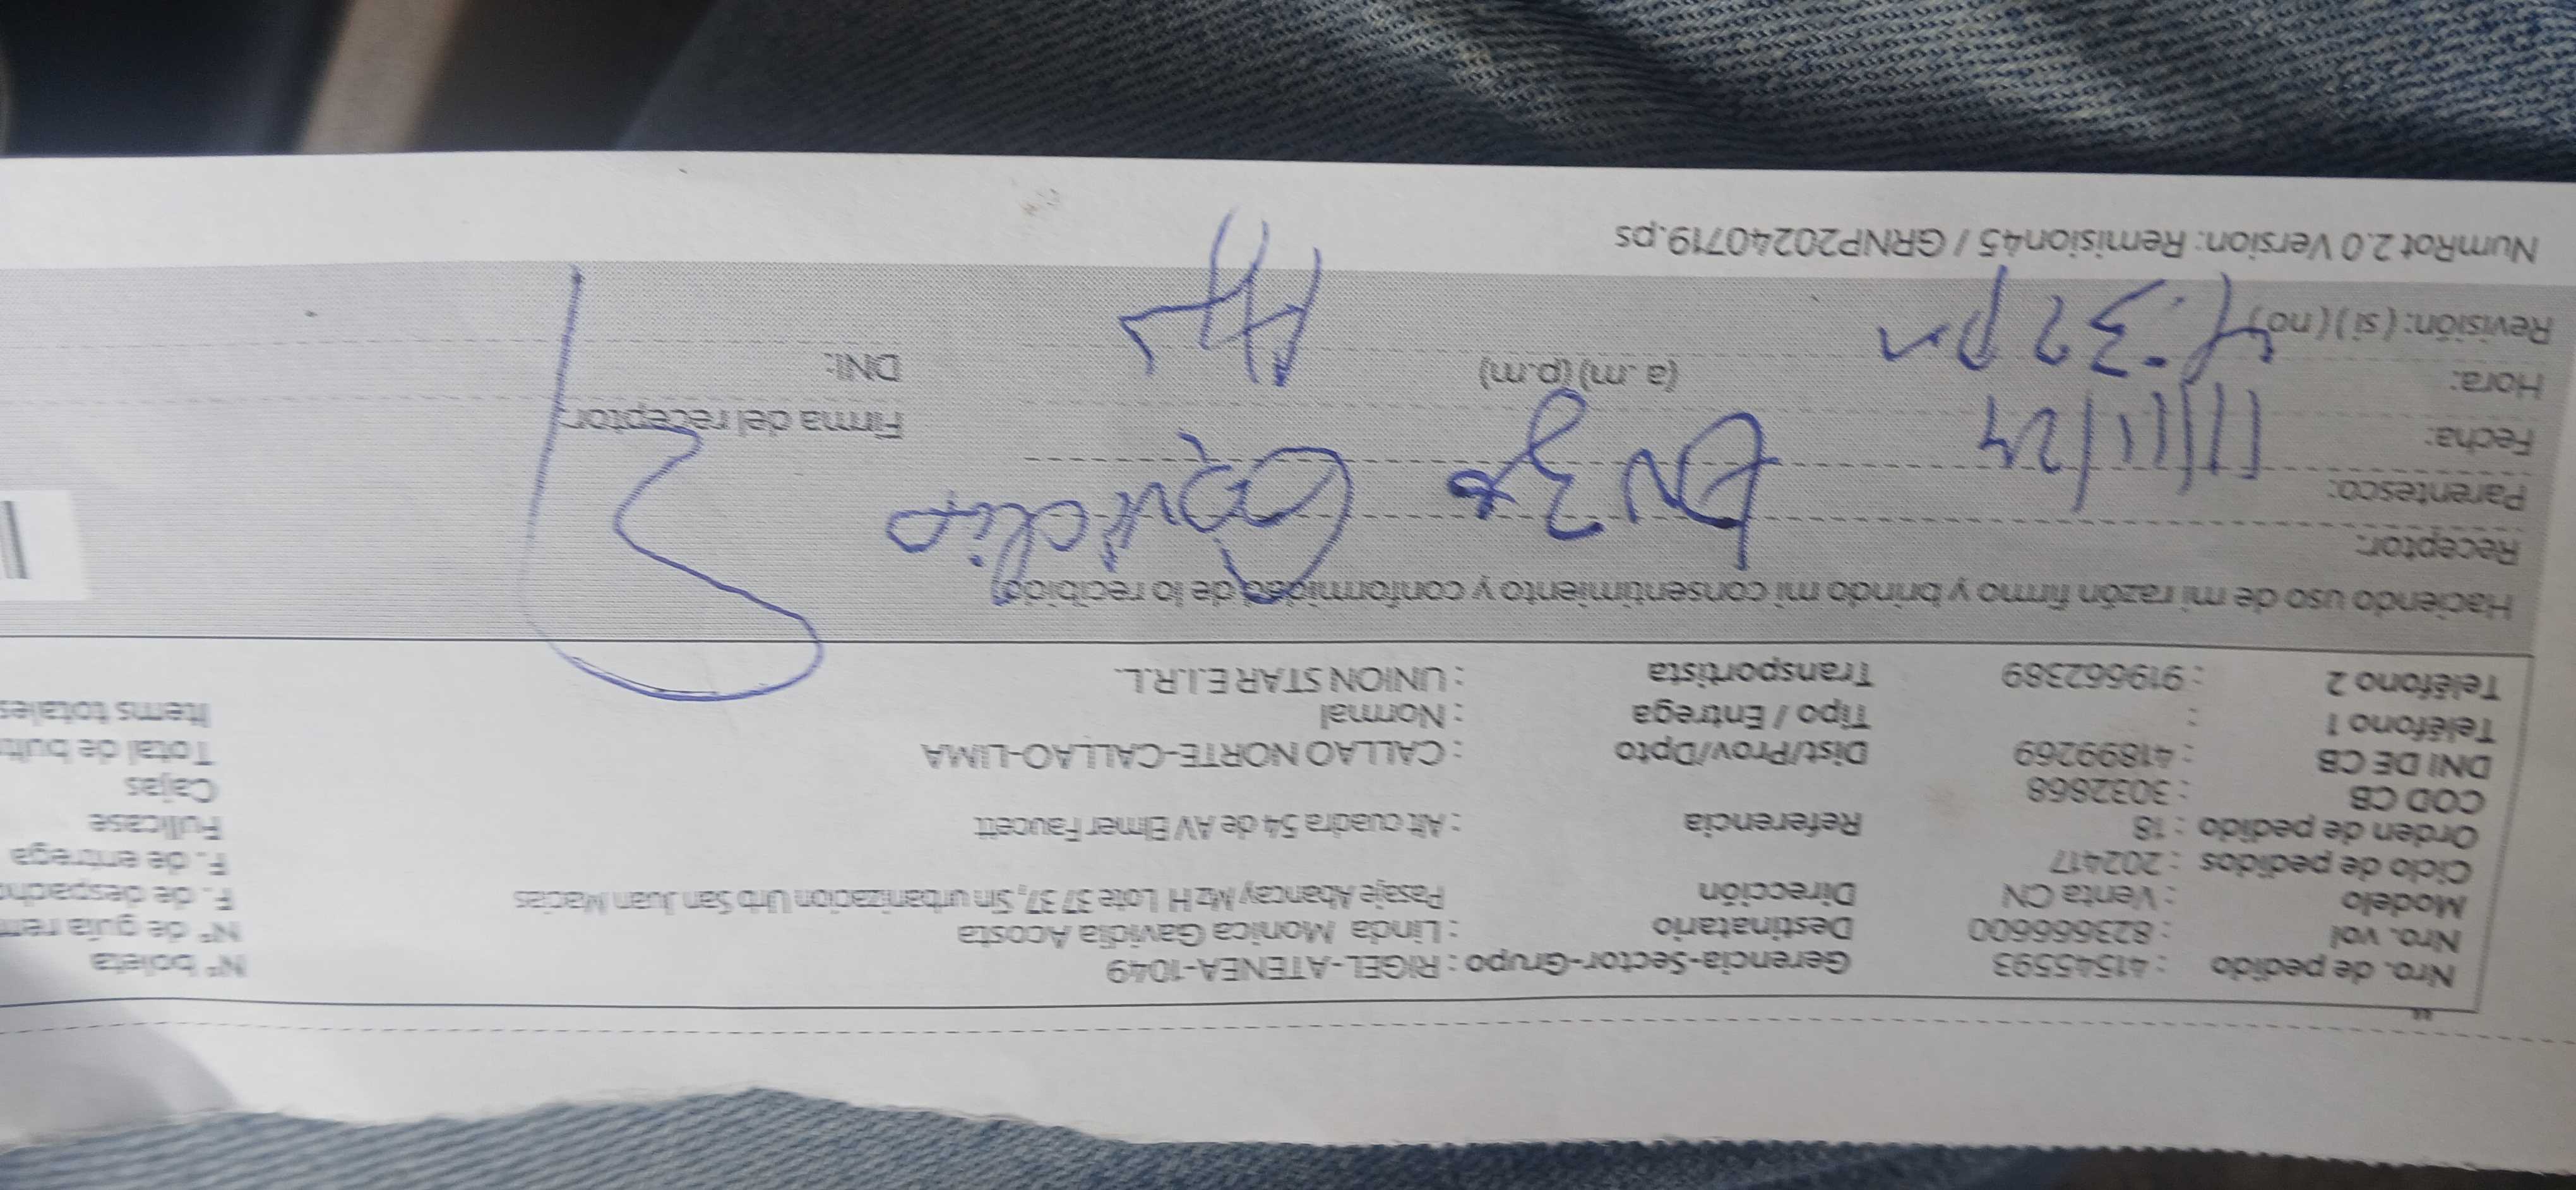 Nro. de pedido : 41545593 Gerencia-Sector-Grupo : RIGEL-ATENEA-1049 N° boleta
Nro. vol : 823666600 Destinatario : Linda Monica Gavidia Acosta N° de guía rem
Modelo : Venta CN Dirección Pasaje Abancay Mz H Lote 37 37, Sin urbanizacion Urb San Juan Macias F. de despacho
Ciclo de pedidos : 202417 F. de entrega
Orden de pedido : 18 Referencia : Alt cuadra 54 de AV Elmer Faucett Fullcase
COD CB : 3032868 Cajas
DNI DE CB : 41899269 Dist/Prov/Dpto : CALLAO NORTE-CALLAO-LIMA Total de bult
Teléfono 1 : Tipo / Entrega : Normal Items totales
Teléfono 2 : 919662389 Transportista : UNION STAR E.I.R.L.
Haciendo uso de mi razón firmo y brindo mi consentimiento y conformidad de lo recibido
Receptor:
Parentesco:
Fecha: 11/11/24 Firma del receptor:
Hora: 4:32 pm (a.m) (p.m) DNI:
Revisión: (si) (no)
NumRot 2.0 Version: Remision45 / GRNP20240719.ps